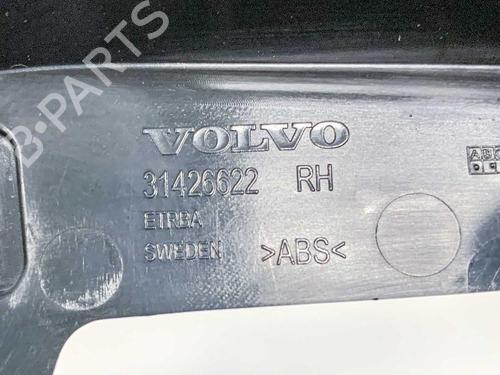 B-PARTS
VOLVO
31426622 RH
ETRBA
SWEDEN >ABS<